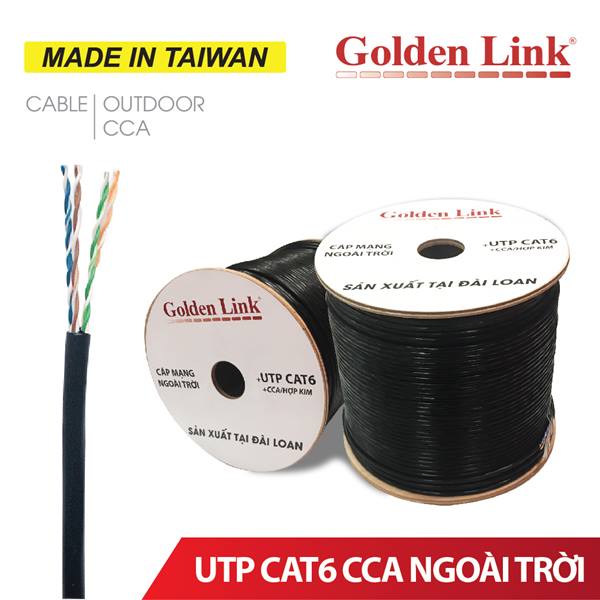 MADE IN TAIWAN
Golden Link®
CABLE OUTDOOR
CCA
Golden Link
CÁP MẠNG
NGOÀI TRỜI
+UTP CAT6
+CCA/HỢP KIM
SẢN XUẤT TẠI ĐÀI LOAN
Golden Link
CÁP MẠNG
NGOÀI TRỜI
+UTP CAT6
+CCA/HỢP KIM
SẢN XUẤT TẠI ĐÀI LOAN
UTP CAT6 CCA NGOÀI TRỜI